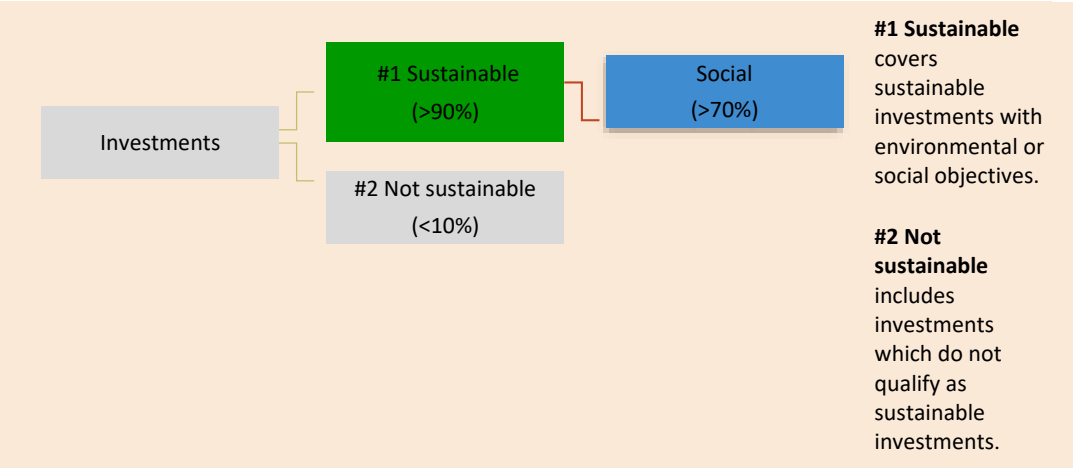 Investments
#1 Sustainable
(>90%)
#2 Not sustainable
(<10%)
Social
(>70%)
#1 Sustainable
covers
sustainable
investments with
environmental or
social objectives.
#2 Not
sustainable
includes
investments
which do not
qualify as
sustainable
investments.